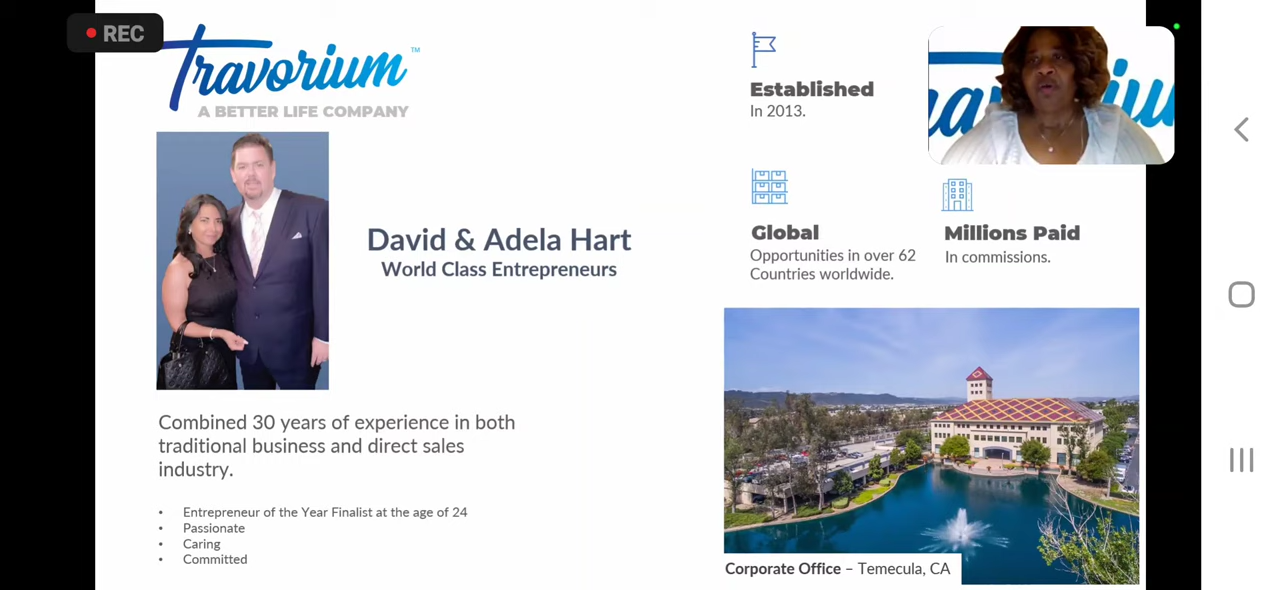 REC
Travorium™
A BETTER LIFE COMPANY
David & Adela Hart
World Class Entrepreneurs
Combined 30 years of experience in both
traditional business and direct sales
industry.
• Entrepreneur of the Year Finalist at the age of 24
• Passionate
• Caring
• Committed
Established
In 2013.
Global
Opportunities in over 62
Countries worldwide.
Millions Paid
In commissions.
Corporate Office – Temecula, CA